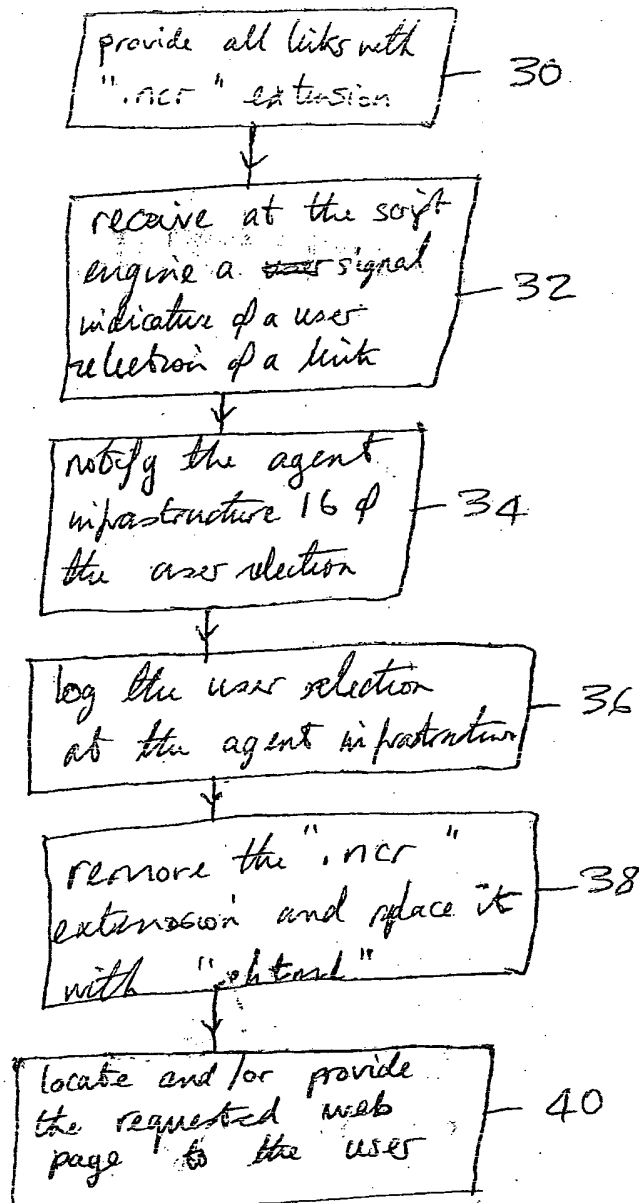 provide all links with
".ncr" extension
30
receive at the script
engine a user signal
indicative of a user
selection of a link
32
notify the agent
infrastructure 16 of
the user selection
34
log the user selection
at the agent infrastructure
36
remove the ".ncr"
extension and replace it
with ".html"
38
locate and/or provide
the requested web
page to the user
40